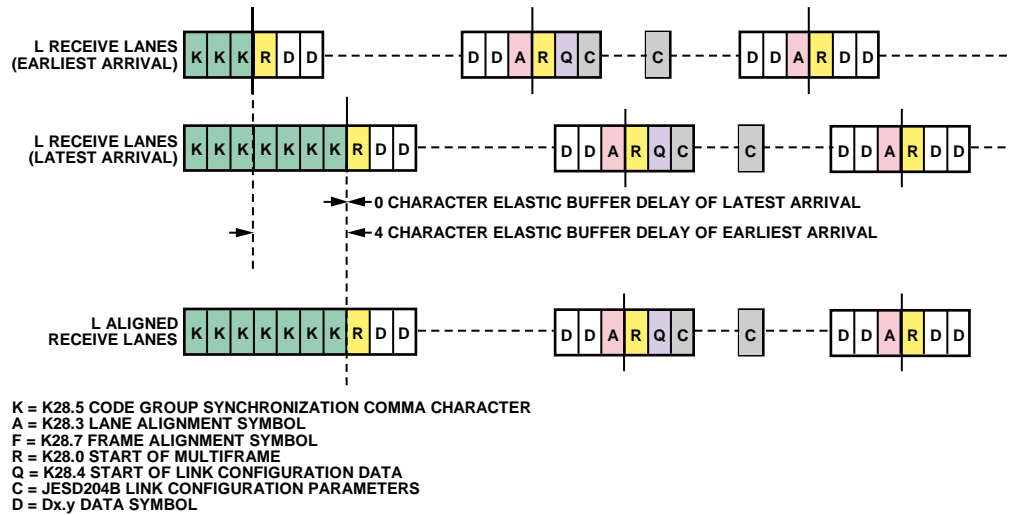 L RECEIVE LANES
(EARLIEST ARRIVAL)
K K K R D D
D D A R Q C
C
D D A R D D
L RECEIVE LANES
(LATEST ARRIVAL)
K K K K K K K R D D
D D A R Q C
C
D D A R D D
0 CHARACTER ELASTIC BUFFER DELAY OF LATEST ARRIVAL
4 CHARACTER ELASTIC BUFFER DELAY OF EARLIEST ARRIVAL
L ALIGNED
RECEIVE LANES
K K K K K K K R D D
D D A R Q C
C
D D A R D D
K = K28.5 CODE GROUP SYNCHRONIZATION COMMA CHARACTER
A = K28.3 LANE ALIGNMENT SYMBOL
F = K28.7 FRAME ALIGNMENT SYMBOL
R = K28.0 START OF MULTIFRAME
Q = K28.4 START OF LINK CONFIGURATION DATA
C = JESD204B LINK CONFIGURATION PARAMETERS
D = Dx.y DATA SYMBOL